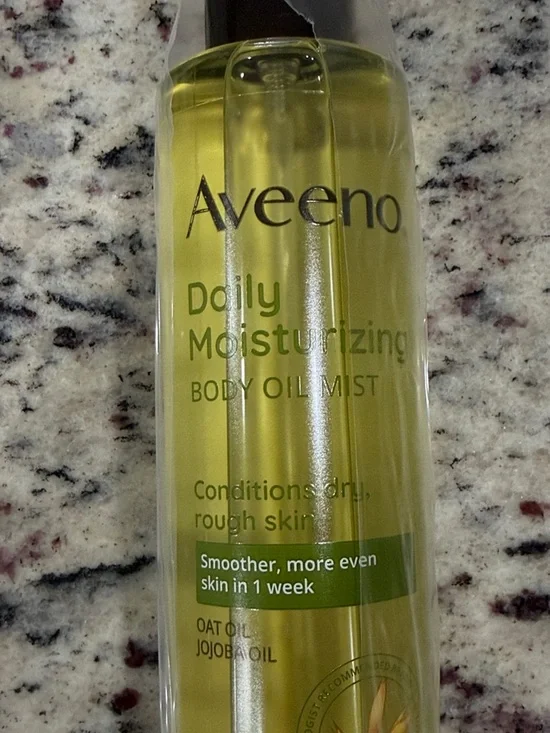 Aveeno
Daily
Moisturizing
BODY OIL MIST
Conditions dry,
rough skin
Smoother, more even
skin in 1 week
OAT OIL
JOJOBA OIL
RECOMMENDED